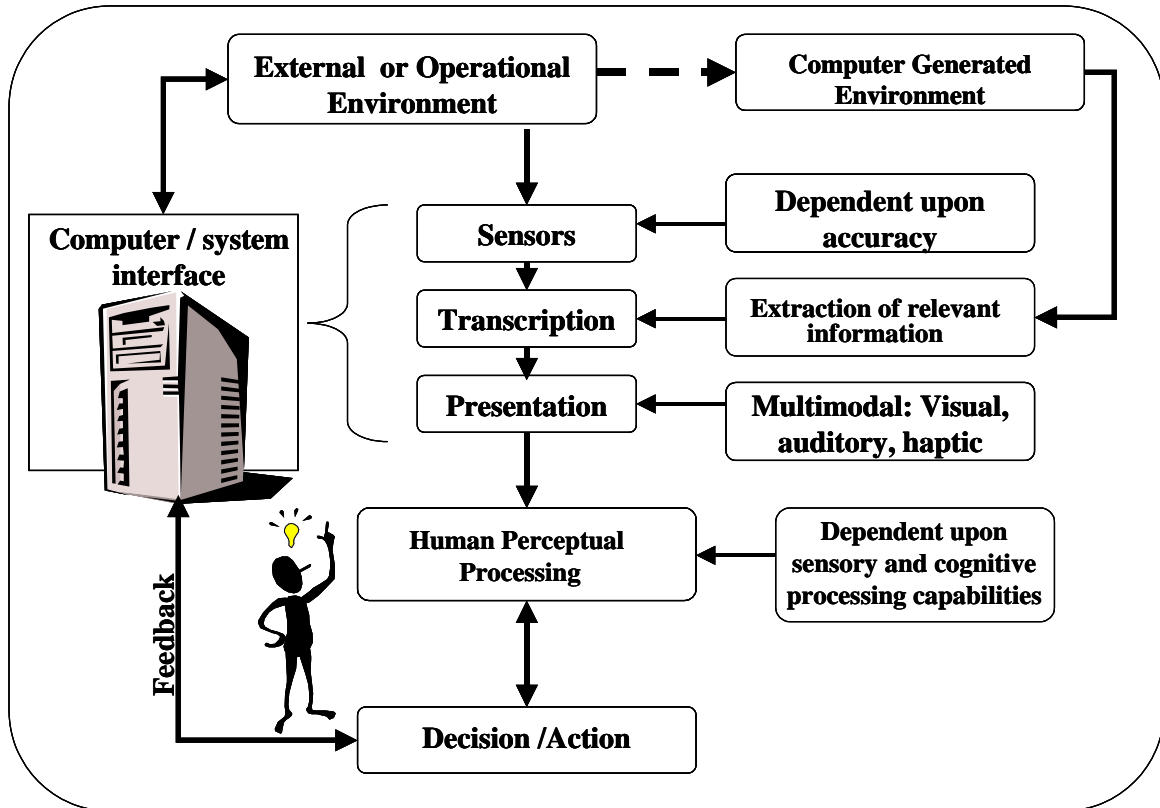 External or Operational
Environment
Computer Generated
Environment
Computer / system
interface
Sensors
Dependent upon
accuracy
Transcription
Extraction of relevant
information
Presentation
Multimodal: Visual,
auditory, haptic
Human Perceptual
Processing
Dependent upon
sensory and cognitive
processing capabilities
Feedback
Decision /Action